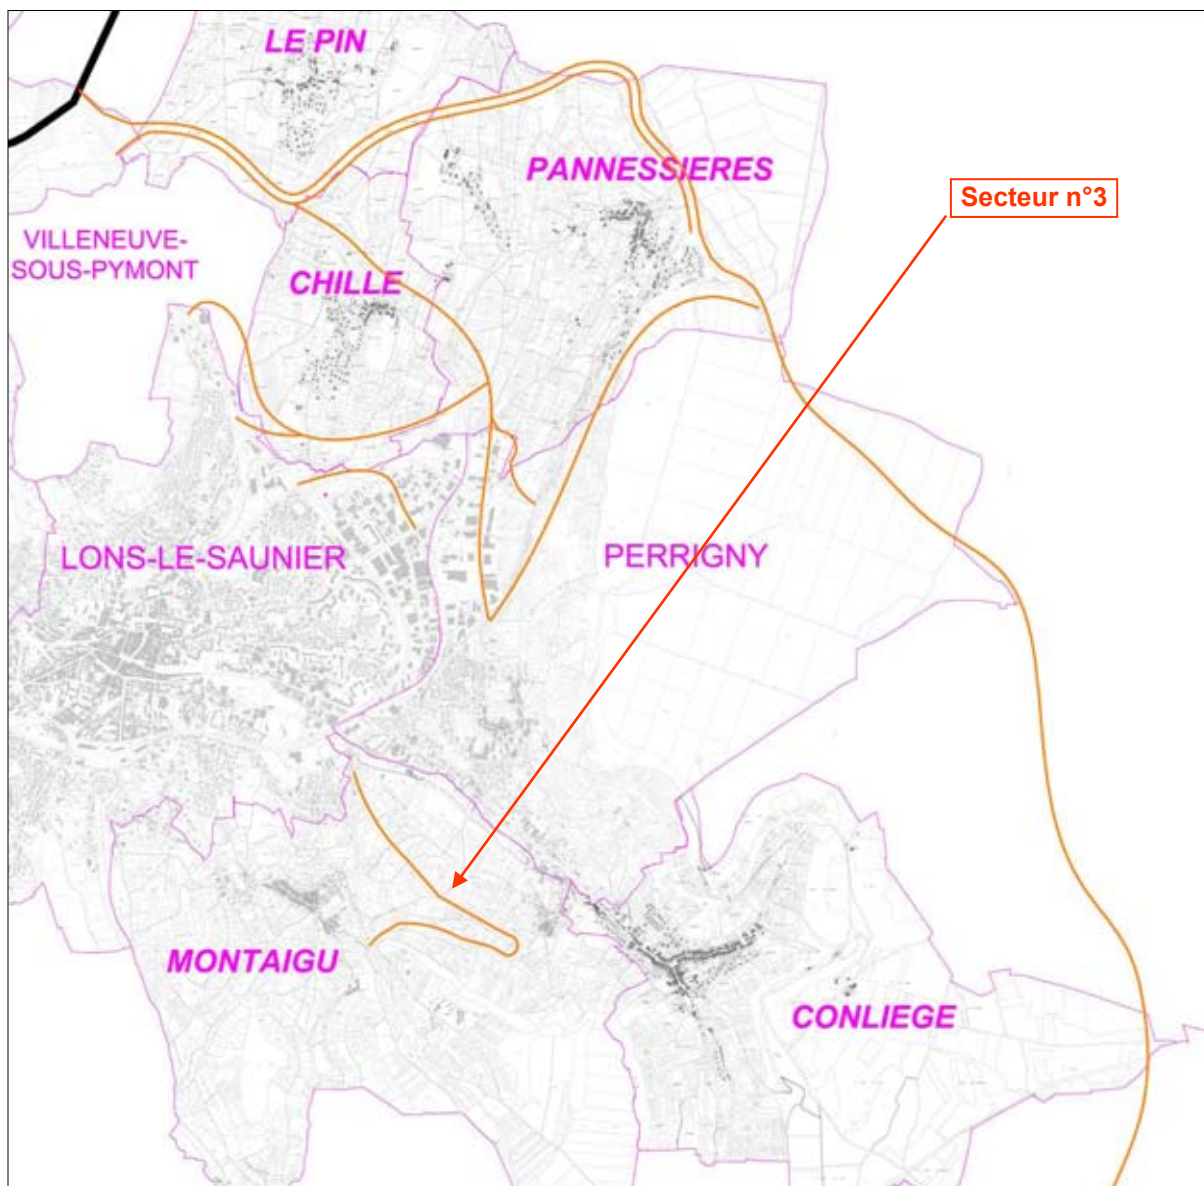 LE PIN
PANNESSIERES
Secteur n°3
VILLENEUVE-
SOUS-PYMONT
CHILLE
LONS-LE-SAUNIER
PERRIGNY
MONTAIGU
CONLIEGE